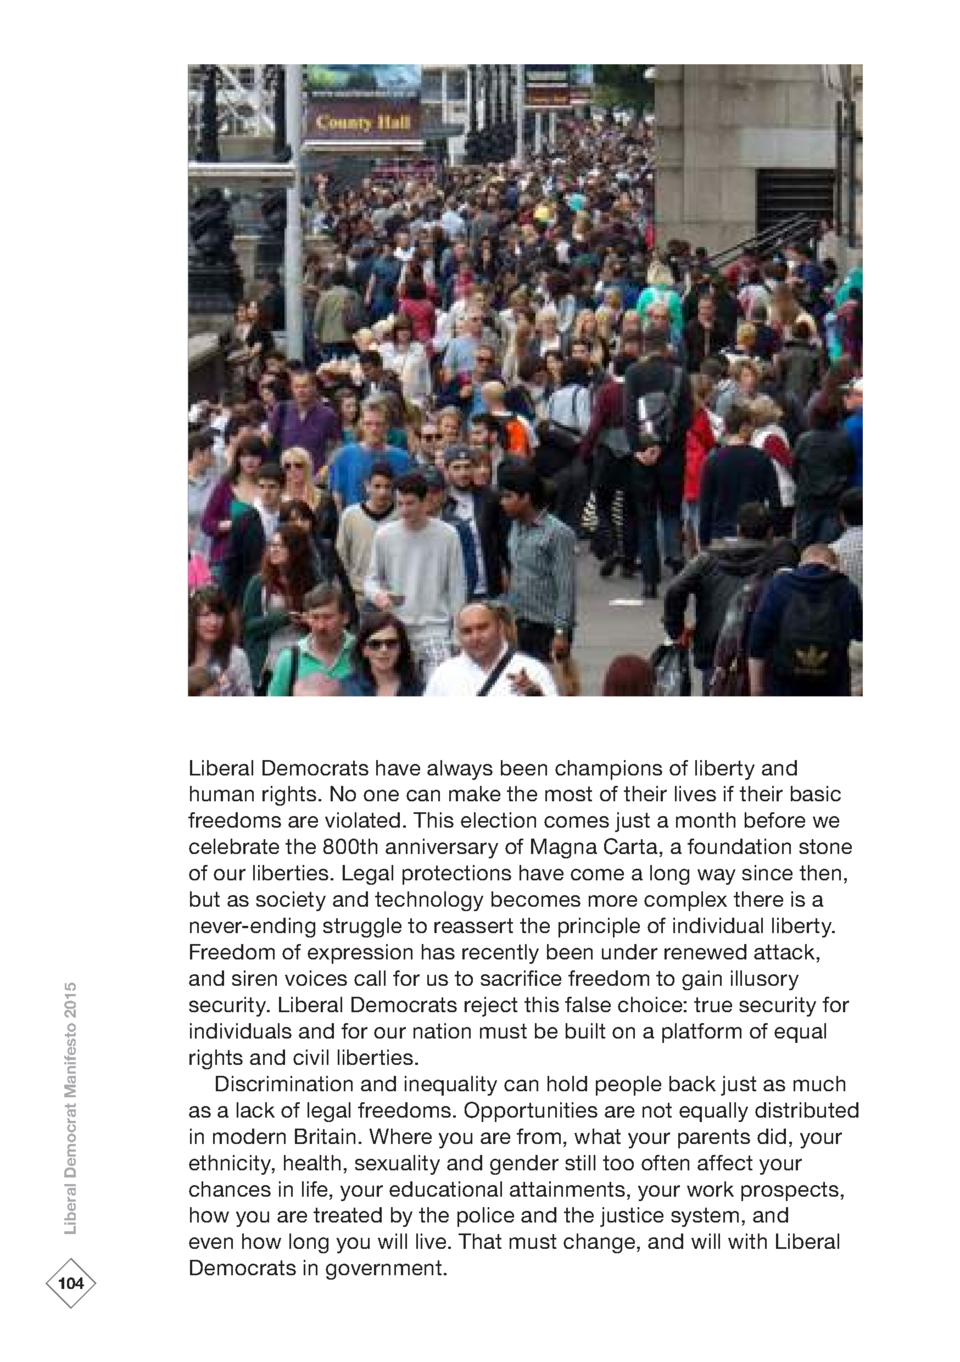 County Hall
Liberal Democrats have always been champions of liberty and
human rights. No one can make the most of their lives if their basic
freedoms are violated. This election comes just a month before we
celebrate the 800th anniversary of Magna Carta, a foundation stone
of our liberties. Legal protections have come a long way since then,
but as society and technology becomes more complex there is a
never-ending struggle to reassert the principle of individual liberty.
Freedom of expression has recently been under renewed attack,
and siren voices call for us to sacrifice freedom to gain illusory
security. Liberal Democrats reject this false choice: true security for
individuals and for our nation must be built on a platform of equal
rights and civil liberties.
Discrimination and inequality can hold people back just as much
as a lack of legal freedoms. Opportunities are not equally distributed
in modern Britain. Where you are from, what your parents did, your
ethnicity, health, sexuality and gender still too often affect your
chances in life, your educational attainments, your work prospects,
how you are treated by the police and the justice system, and
even how long you will live. That must change, and will with Liberal
Democrats in government.
Liberal Democrat Manifesto 2015
104